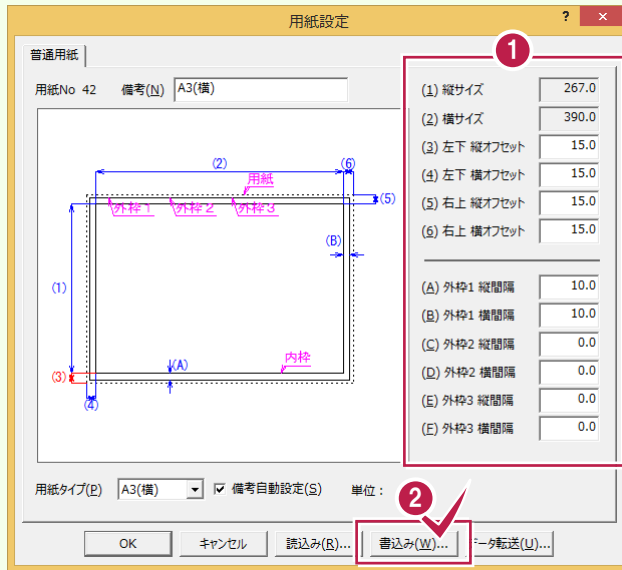 用紙設定
? ×
普通用紙
用紙No 42 備考(N) A3(横)
(2) (6)
用紙
(5)
外枠1 外枠2 外枠3
(B)
(1)
内枠
(A)
(3)
(4)
1
(1) 縦サイズ 267.0
(2) 横サイズ 390.0
(3) 左下 縦オフセット 15.0
(4) 左下 横オフセット 15.0
(5) 右上 縦オフセット 15.0
(6) 右上 横オフセット 15.0
(A) 外枠1 縦間隔 10.0
(B) 外枠1 横間隔 10.0
(C) 外枠2 縦間隔 0.0
(D) 外枠2 横間隔 0.0
(E) 外枠3 縦間隔 0.0
(F) 外枠3 横間隔 0.0
用紙タイプ(P) A3(横) 備考自動設定(S) 単位：
2
OK キャンセル 読込み(R)... 書込み(W)... データ転送(U)...